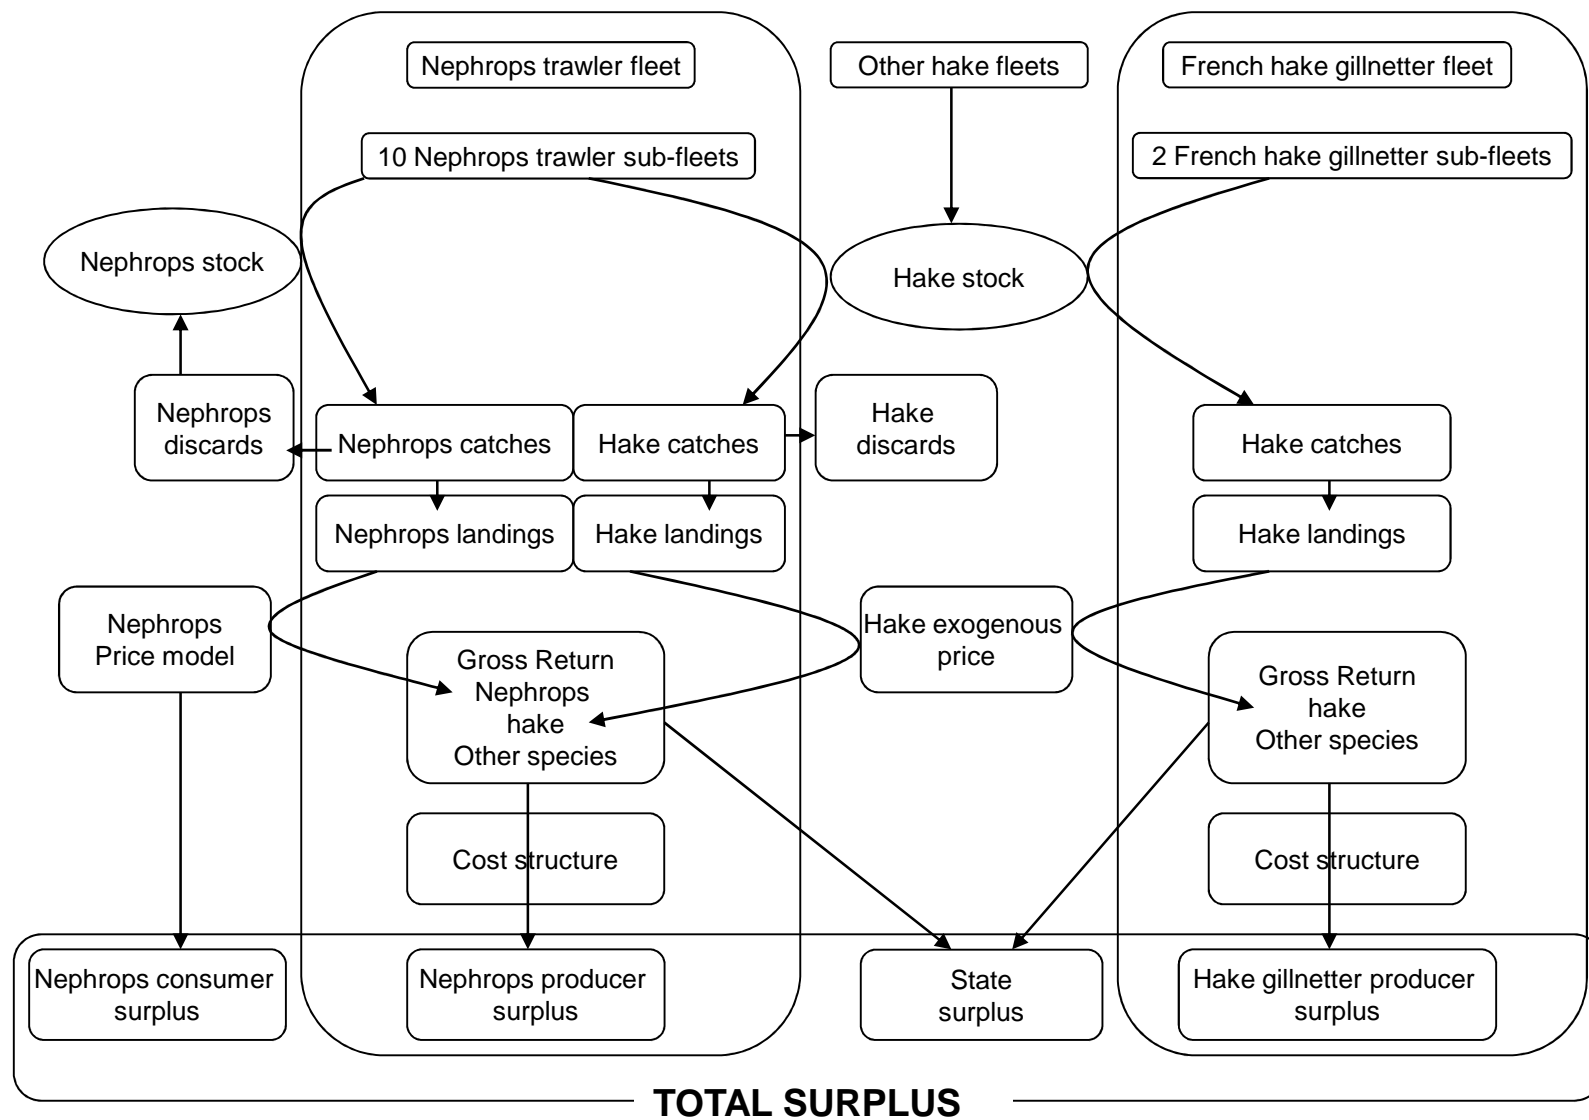 Nephrops trawler fleet
Other hake fleets
French hake gillnetter fleet
10 Nephrops trawler sub-fleets
2 French hake gillnetter sub-fleets
Nephrops stock
Hake stock
Nephrops
discards
Nephrops catches
Hake catches
Hake
discards
Hake catches
Nephrops landings
Hake landings
Hake landings
Nephrops
Price model
Hake exogenous
price
Gross Return
Nephrops
hake
Other species
Gross Return
hake
Other species
Cost structure
Cost structure
Nephrops consumer
surplus
Nephrops producer
surplus
State
surplus
Hake gillnetter producer
surplus
TOTAL SURPLUS